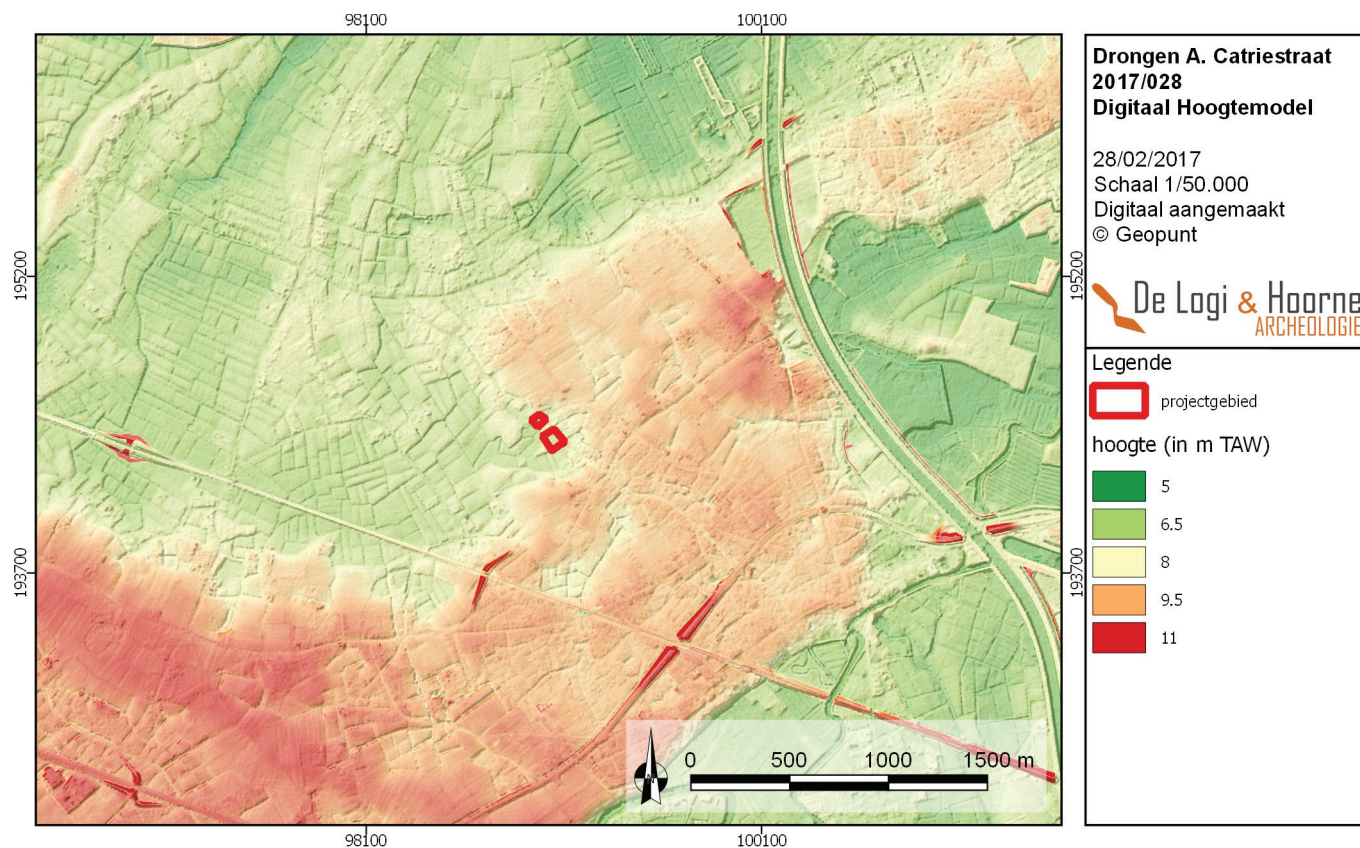 98100
100100
195200
195200
193700
193700
98100
100100
0 500 1000 1500 m
Drongen A. Catriestraat
2017/028
Digitaal Hoogtemodel
28/02/2017
Schaal 1/50.000
Digitaal aangemaakt
© Geopunt
De Logi & Hoorne
ARCHEOLOGIE
Legende
projectgebied
hoogte (in m TAW)
5
6.5
8
9.5
11